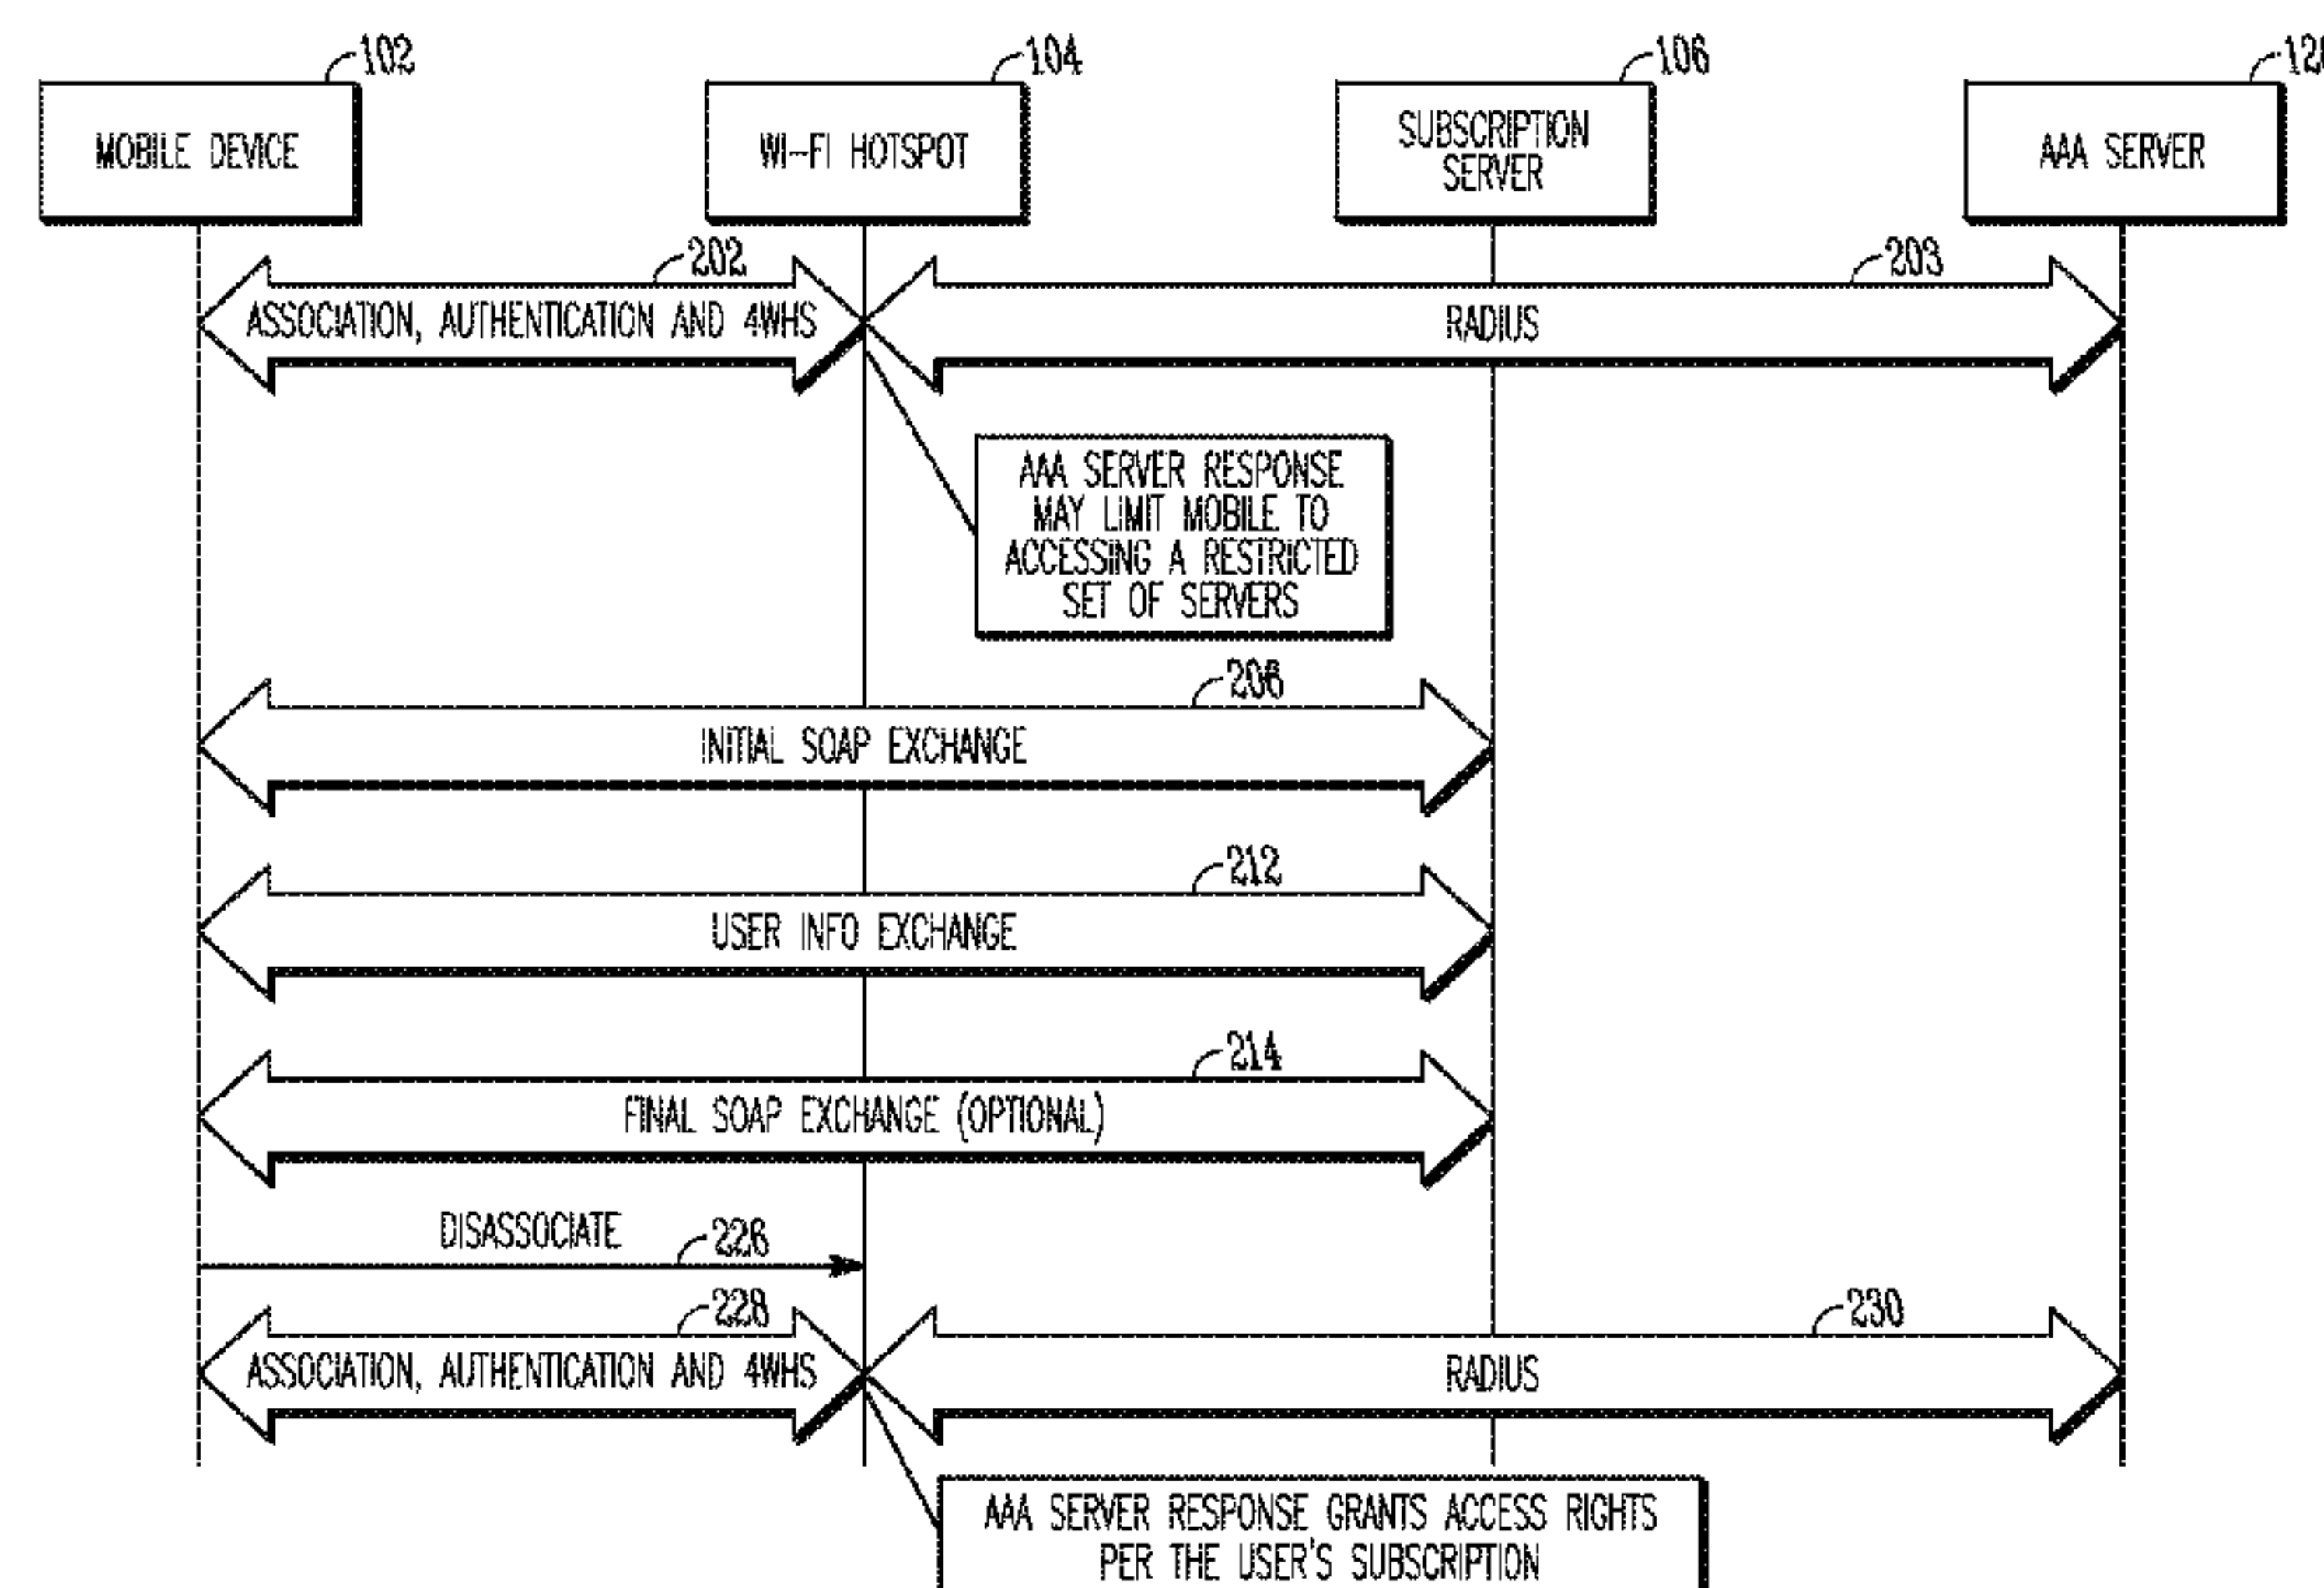 102
104
106
MOBILE DEVICE
WI-FI HOTSPOT
SUBSCRIPTION
SERVER
AAA SERVER
202
203
ASSOCIATION, AUTHENTICATION AND 4WHS
RADIUS
AAA SERVER RESPONSE
MAY LIMIT MOBILE TO
ACCESSING A RESTRICTED
SET OF SERVERS
206
INITIAL SOAP EXCHANGE
212
USER INFO EXCHANGE
214
FINAL SOAP EXCHANGE (OPTIONAL)
DISASSOCIATE
226
228
230
ASSOCIATION, AUTHENTICATION AND 4WHS
RADIUS
AAA SERVER RESPONSE GRANTS ACCESS RIGHTS
PER THE USER'S SUBSCRIPTION